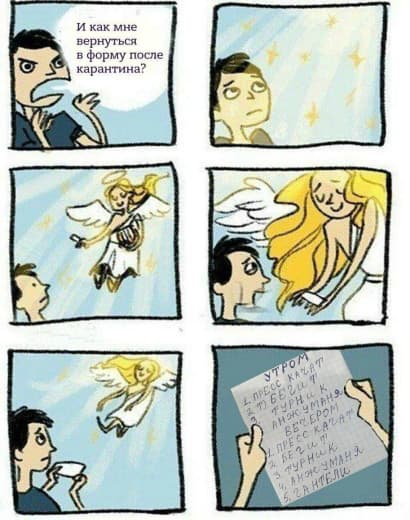 И как мне
вернуться
в форму после
карантина?
УТРОМ
1. ПРЕСС КАЧАТ
2. Т) БЕГИТ
3. ТУРНИК
АНЖУМАНЯ
ВЕЧЕРОМ
1. ПРЕСС КАЧАТ
2. БЕГИТ
3. ТУРНИК
4. АНЖУМАНЯ
5. ГАНТЕЛИ